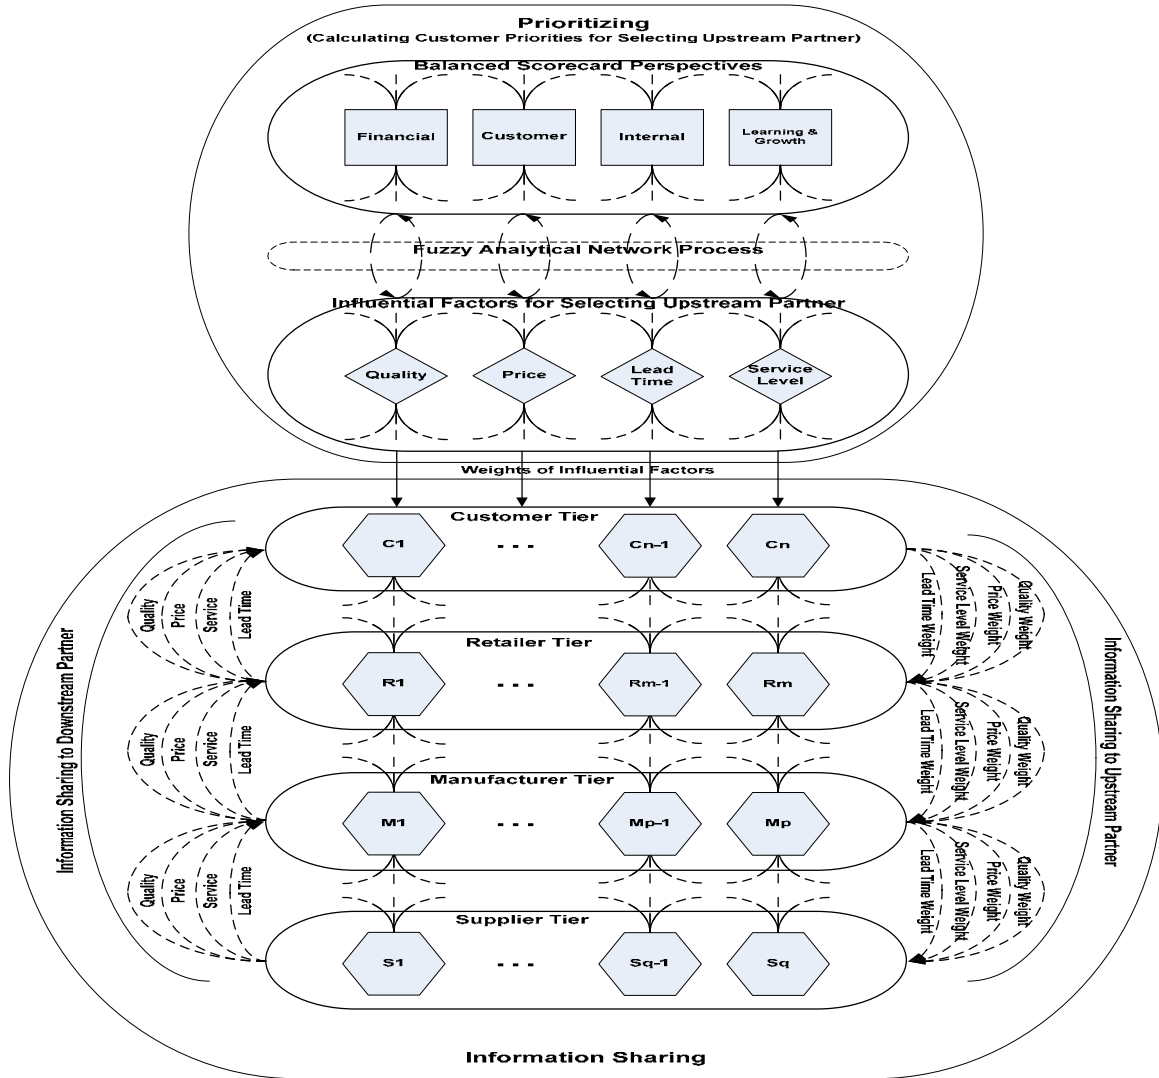 Prioritizing
(Calculating Customer Priorities for Selecting Upstream Partner)
Balanced Scorecard Perspectives
Financial
Customer
Internal
Learning &
Growth
Fuzzy Analytical Network Process
Influential Factors for Selecting Upstream Partner
Quality
Price
Lead
Time
Service
Level
Weights of Influential Factors
Customer Tier
C1
- - -
Cn-1
Cn
Quality
Price
Service
Lead Time
Lead Time Weight
Service Level Weight
Price Weight
Quality Weight
Retailer Tier
R1
- - -
Rm-1
Rm
Information Sharing to Downstream Partner
Quality
Price
Service
Lead Time
Lead Time Weight
Service Level Weight
Price Weight
Quality Weight
Information Sharing to Upstream Partner
Manufacturer Tier
M1
- - -
Mp-1
Mp
Quality
Price
Service
Lead Time
Lead Time Weight
Service Level Weight
Price Weight
Quality Weight
Supplier Tier
S1
- - -
Sq-1
Sq
Information Sharing